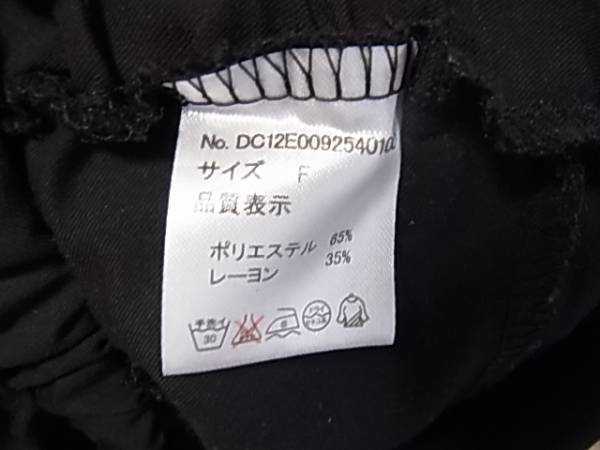 No. DC12E009254010
サイズ F
品質表示
ポリエステル 65%
レーヨン 35%
手洗イ
30